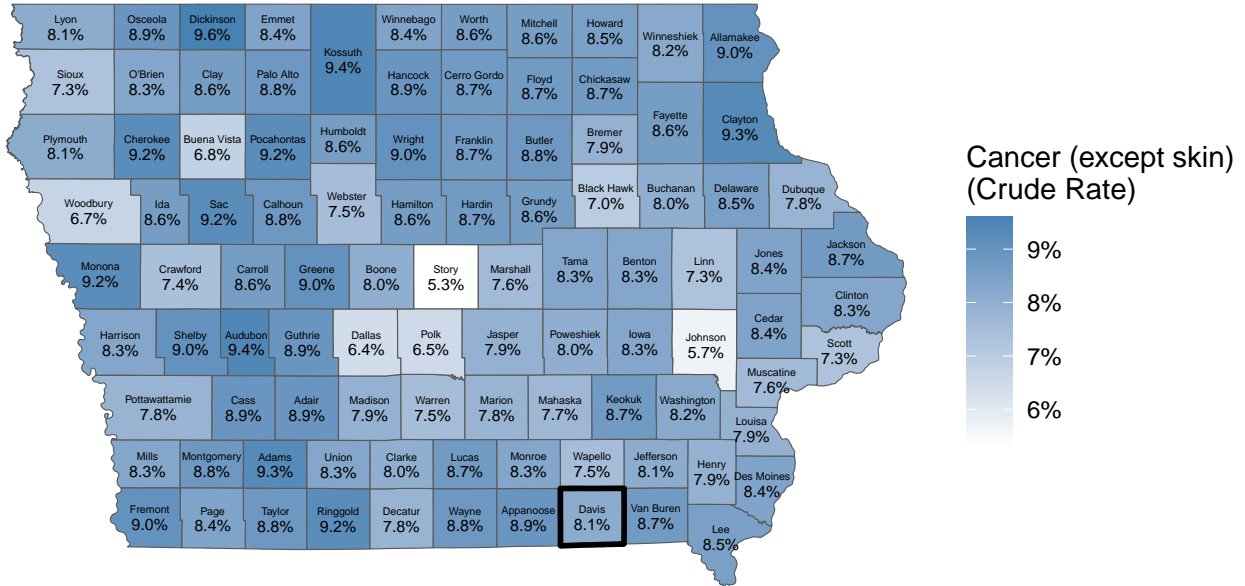 Lyon
8.1%
Osceola
8.9%
Dickinson
9.6%
Emmet
8.4%
Kossuth
9.4%
Winnebago
8.4%
Worth
8.6%
Mitchell
8.6%
Howard
8.5%
Winneshiek
8.2%
Allamakee
9.0%
Sioux
7.3%
O'Brien
8.3%
Clay
8.6%
Palo Alto
8.8%
Hancock
8.9%
Cerro Gordo
8.7%
Floyd
8.7%
Chickasaw
8.7%
Fayette
8.6%
Clayton
9.3%
Plymouth
8.1%
Cherokee
9.2%
Buena Vista
6.8%
Pocahontas
9.2%
Humboldt
8.6%
Wright
9.0%
Franklin
8.7%
Butler
8.8%
Bremer
7.9%
Woodbury
6.7%
Ida
8.6%
Sac
9.2%
Calhoun
8.8%
Webster
7.5%
Hamilton
8.6%
Hardin
8.7%
Grundy
8.6%
Black Hawk
7.0%
Buchanan
8.0%
Delaware
8.5%
Dubuque
7.8%
Monona
9.2%
Crawford
7.4%
Carroll
8.6%
Greene
9.0%
Boone
8.0%
Story
5.3%
Marshall
7.6%
Tama
8.3%
Benton
8.3%
Linn
7.3%
Jones
8.4%
Jackson
8.7%
Clinton
8.3%
Harrison
8.3%
Shelby
9.0%
Audubon
9.4%
Guthrie
8.9%
Dallas
6.4%
Polk
6.5%
Jasper
7.9%
Poweshiek
8.0%
Iowa
8.3%
Johnson
5.7%
Cedar
8.4%
Scott
7.3%
Muscatine
7.6%
Pottawattamie
7.8%
Cass
8.9%
Adair
8.9%
Madison
7.9%
Warren
7.5%
Marion
7.8%
Mahaska
7.7%
Keokuk
8.7%
Washington
8.2%
Louisa
7.9%
Mills
8.3%
Montgomery
8.8%
Adams
9.3%
Union
8.3%
Clarke
8.0%
Lucas
8.7%
Monroe
8.3%
Wapello
7.5%
Jefferson
8.1%
Henry
7.9%
Des Moines
8.4%
Fremont
9.0%
Page
8.4%
Taylor
8.8%
Ringgold
9.2%
Decatur
7.8%
Wayne
8.8%
Appanoose
8.9%
Davis
8.1%
Van Buren
8.7%
Lee
8.5%
Cancer (except skin)
(Crude Rate)
9%
8%
7%
6%